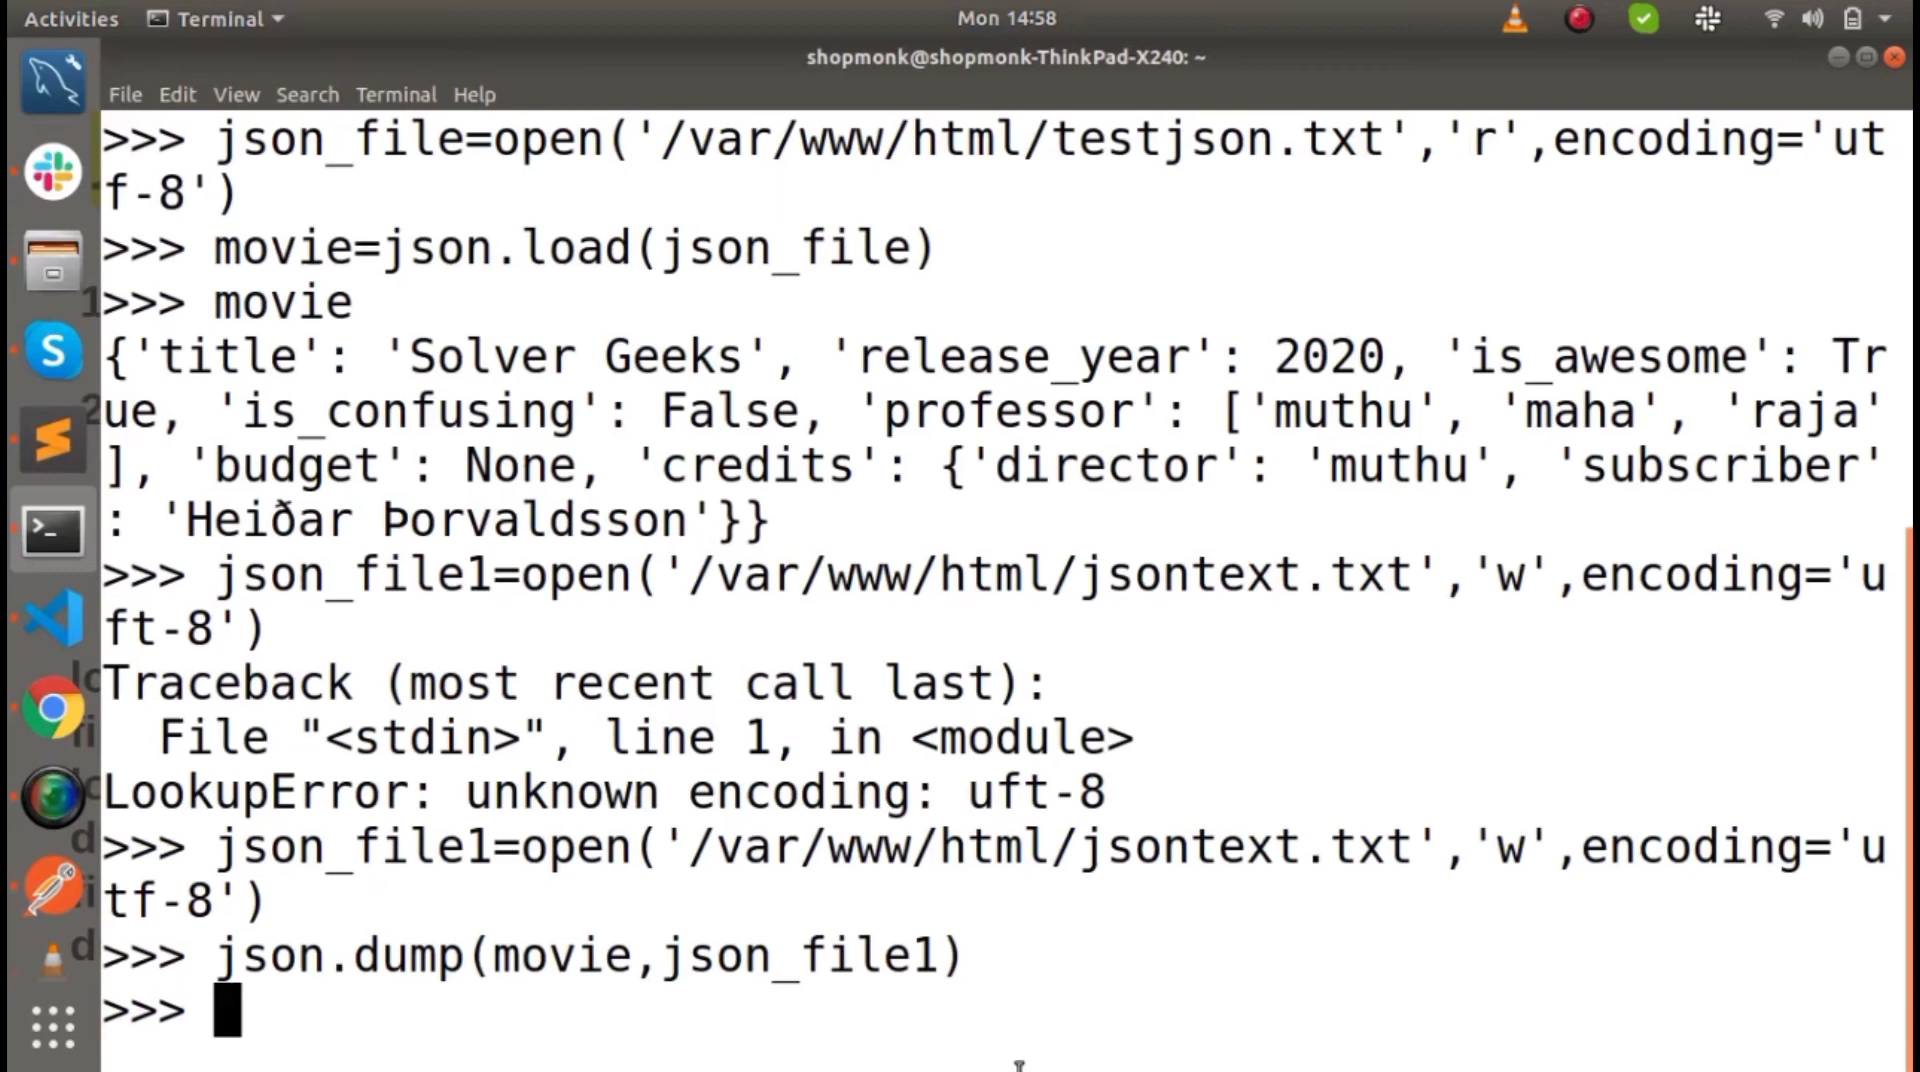 Activities Terminal Mon 14:58
shopmonk@shopmonk-ThinkPad-X240: ~
File Edit View Search Terminal Help
>>> json_file=open('/var/www/html/testjson.txt','r',encoding='ut
f-8')
>>> movie=json.load(json_file)
>>> movie
{'title': 'Solver Geeks', 'release_year': 2020, 'is_awesome': Tr
ue, 'is_confusing': False, 'professor': ['muthu', 'maha', 'raja'
], 'budget': None, 'credits': {'director': 'muthu', 'subscriber'
: 'Heiðar Þorvaldsson'}}
>>> json_file1=open('/var/www/html/jsontext.txt','w',encoding='u
ft-8')
Traceback (most recent call last):
  File "<stdin>", line 1, in <module>
LookupError: unknown encoding: uft-8
>>> json_file1=open('/var/www/html/jsontext.txt','w',encoding='u
tf-8')
>>> json.dump(movie,json_file1)
>>>